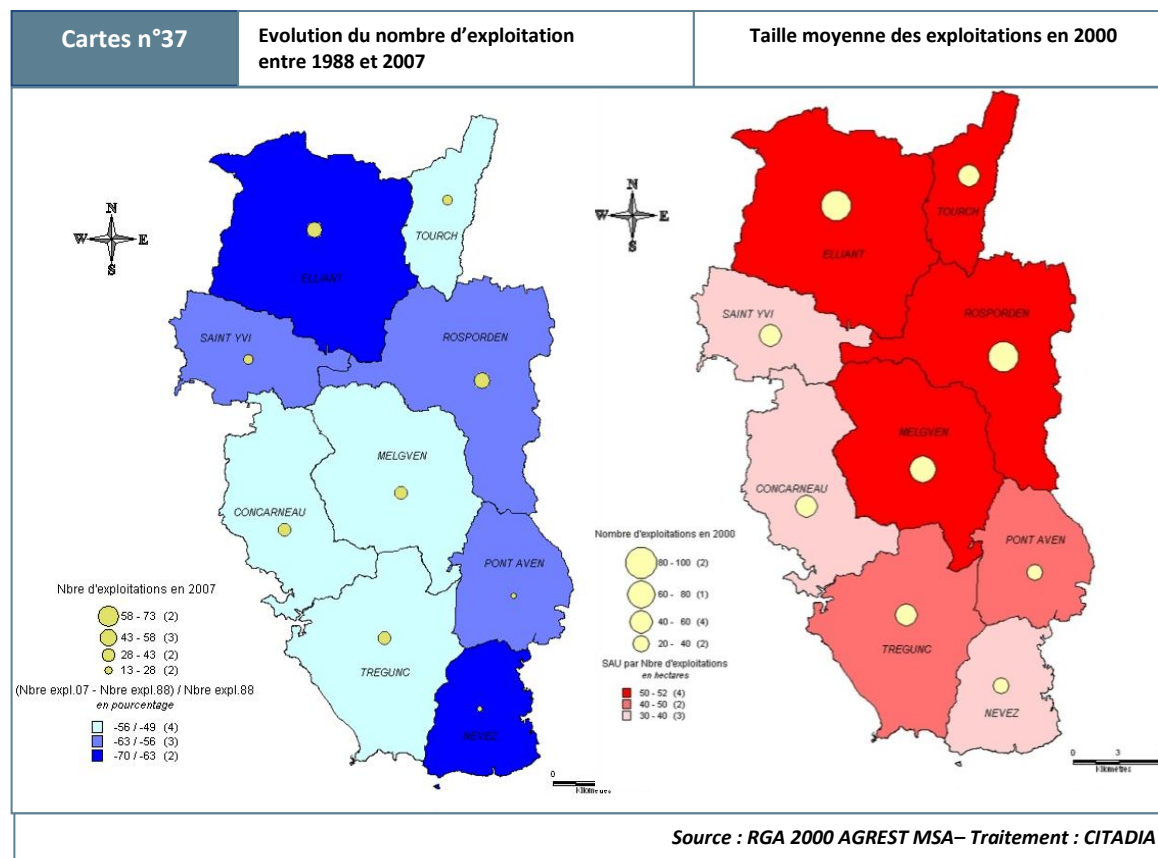 Cartes n°37
Evolution du nombre d'exploitation
entre 1988 et 2007
Taille moyenne des exploitations en 2000
N
W E
S
TOURCH
ELLIANT
SAINT YVI
ROSPORDEN
MELGVEN
CONCARNEAU
PONT AVEN
TREGUNC
NEVEZ
Nbre d'exploitations en 2007
58 - 73 (2)
43 - 58 (3)
28 - 43 (2)
13 - 28 (2)
(Nbre expl.07 - Nbre expl.88) / Nbre expl.88
en pourcentage
-56 / -49 (4)
-63 / -56 (3)
-70 / -63 (2)
0
N
W E
S
TOURCH
ELLIANT
SAINT YVI
ROSPORDEN
MELGVEN
CONCARNEAU
PONT AVEN
TREGUNC
NEVEZ
Nombre d'exploitations en 2000
80 - 100 (2)
60 - 80 (1)
40 - 60 (4)
20 - 40 (2)
SAU par Nbre d'exploitations
en hectares
50 - 52 (4)
40 - 50 (2)
30 - 40 (3)
0 3
Kilomètres
Source : RGA 2000 AGREST MSA– Traitement : CITADIA